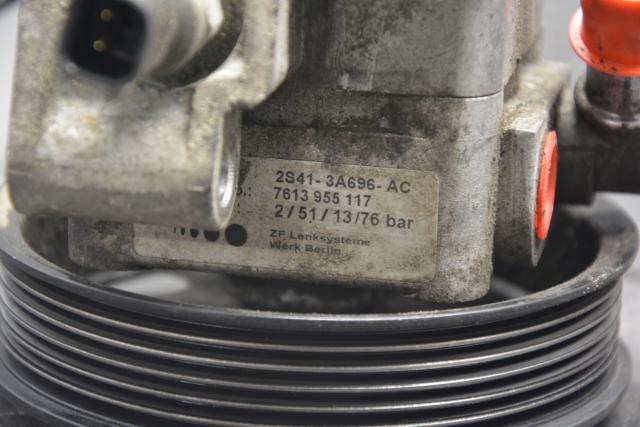 2S41- 3A696- AC
7613 955 117
2 / 51 / 13/76 bar
ZF Lenksysteme
Werk Berlin